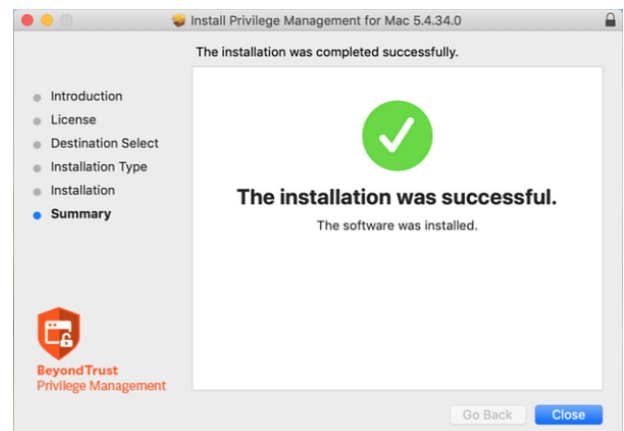 Install Privilege Management for Mac 5.4.34.0
The installation was completed successfully.
Introduction
License
Destination Select
Installation Type
Installation
Summary
The installation was successful.
The software was installed.
BeyondTrust
Privilege Management
Go Back
Close